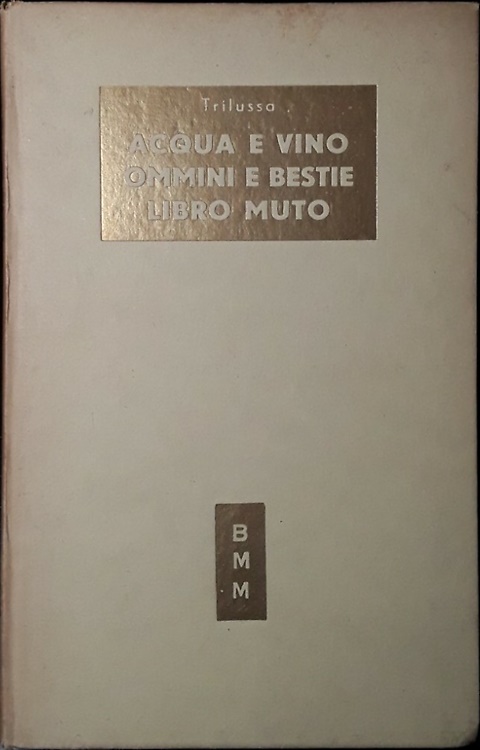 Trilussa
ACQUA E VINO
OMMINI E BESTIE
LIBRO MUTO
B
M
M